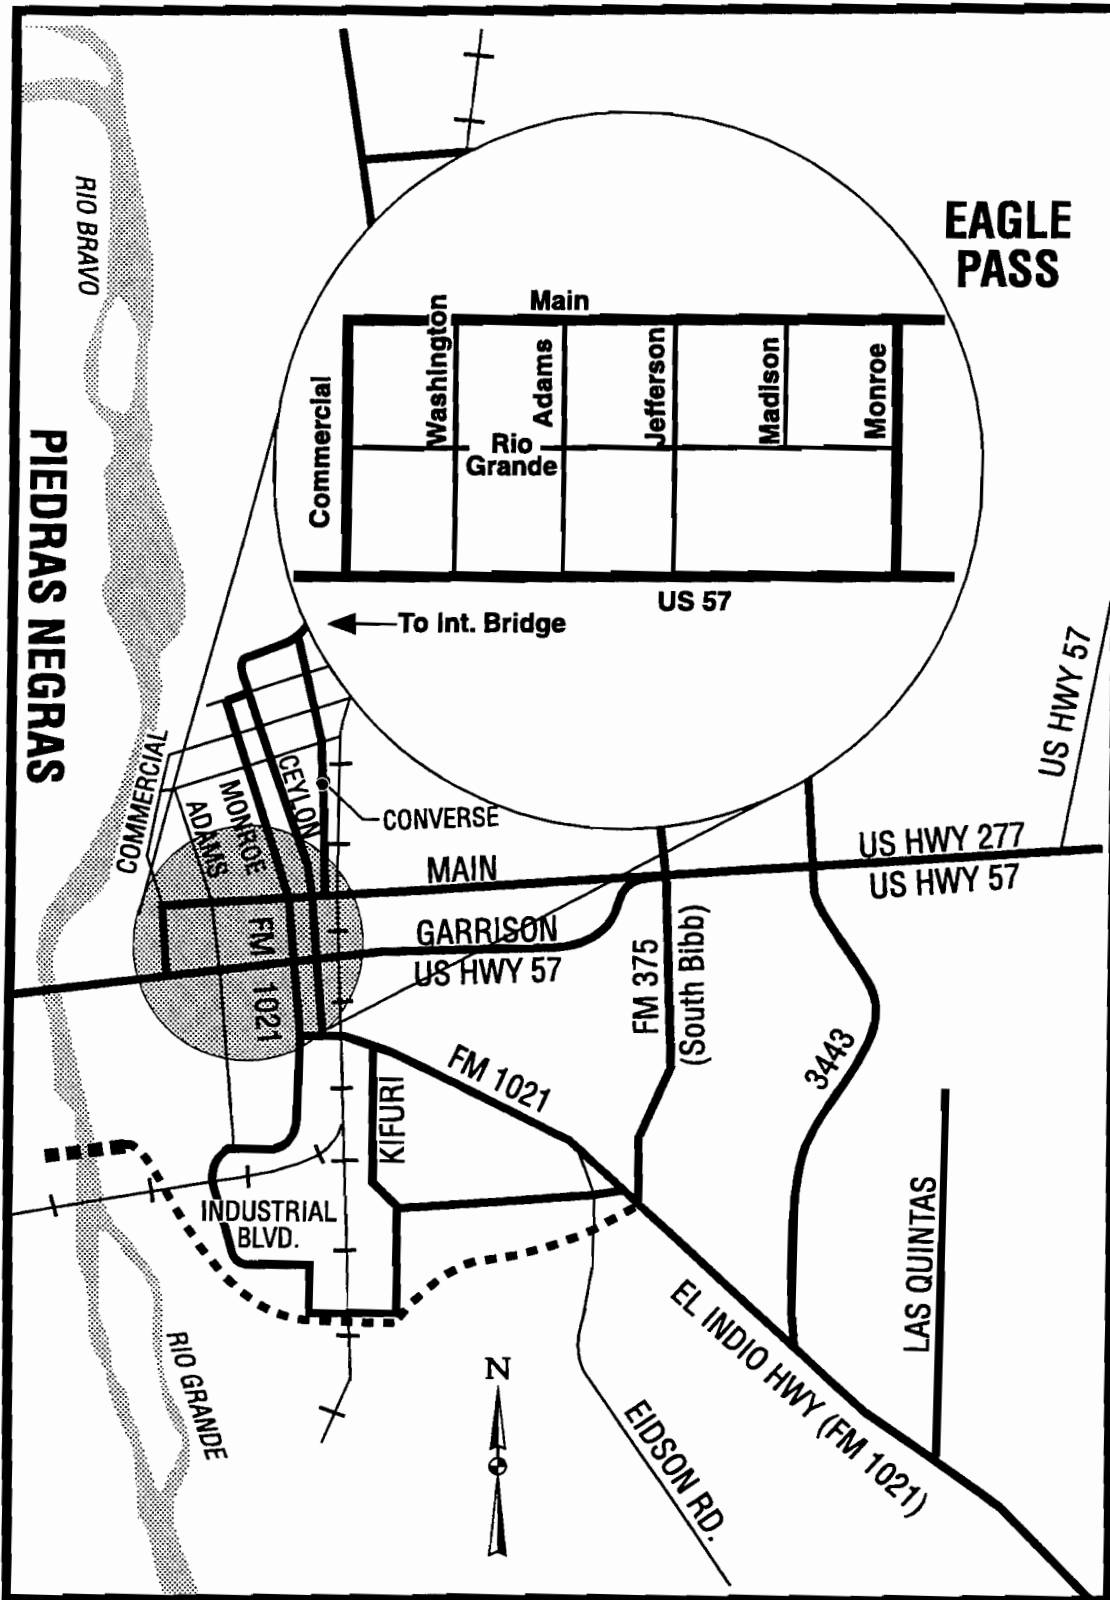 EAGLE
PASS
RIO BRAVO
PIEDRAS NEGRAS
Main
Commercial
Washington
Adams
Jefferson
Madison
Monroe
Rio
Grande
US 57
To Int. Bridge
US HWY 57
COMMERCIAL
ADAMS
MONROE
CEYLON
CONVERSE
MAIN
US HWY 277
US HWY 57
GARRISON
US HWY 57
FM 1021
FM 375
(South Bibb)
3443
FM 1021
KIFURI
INDUSTRIAL
BLVD.
LAS QUINTAS
RIO GRANDE
N
EL INDIO HWY (FM 1021)
EIDSON RD.